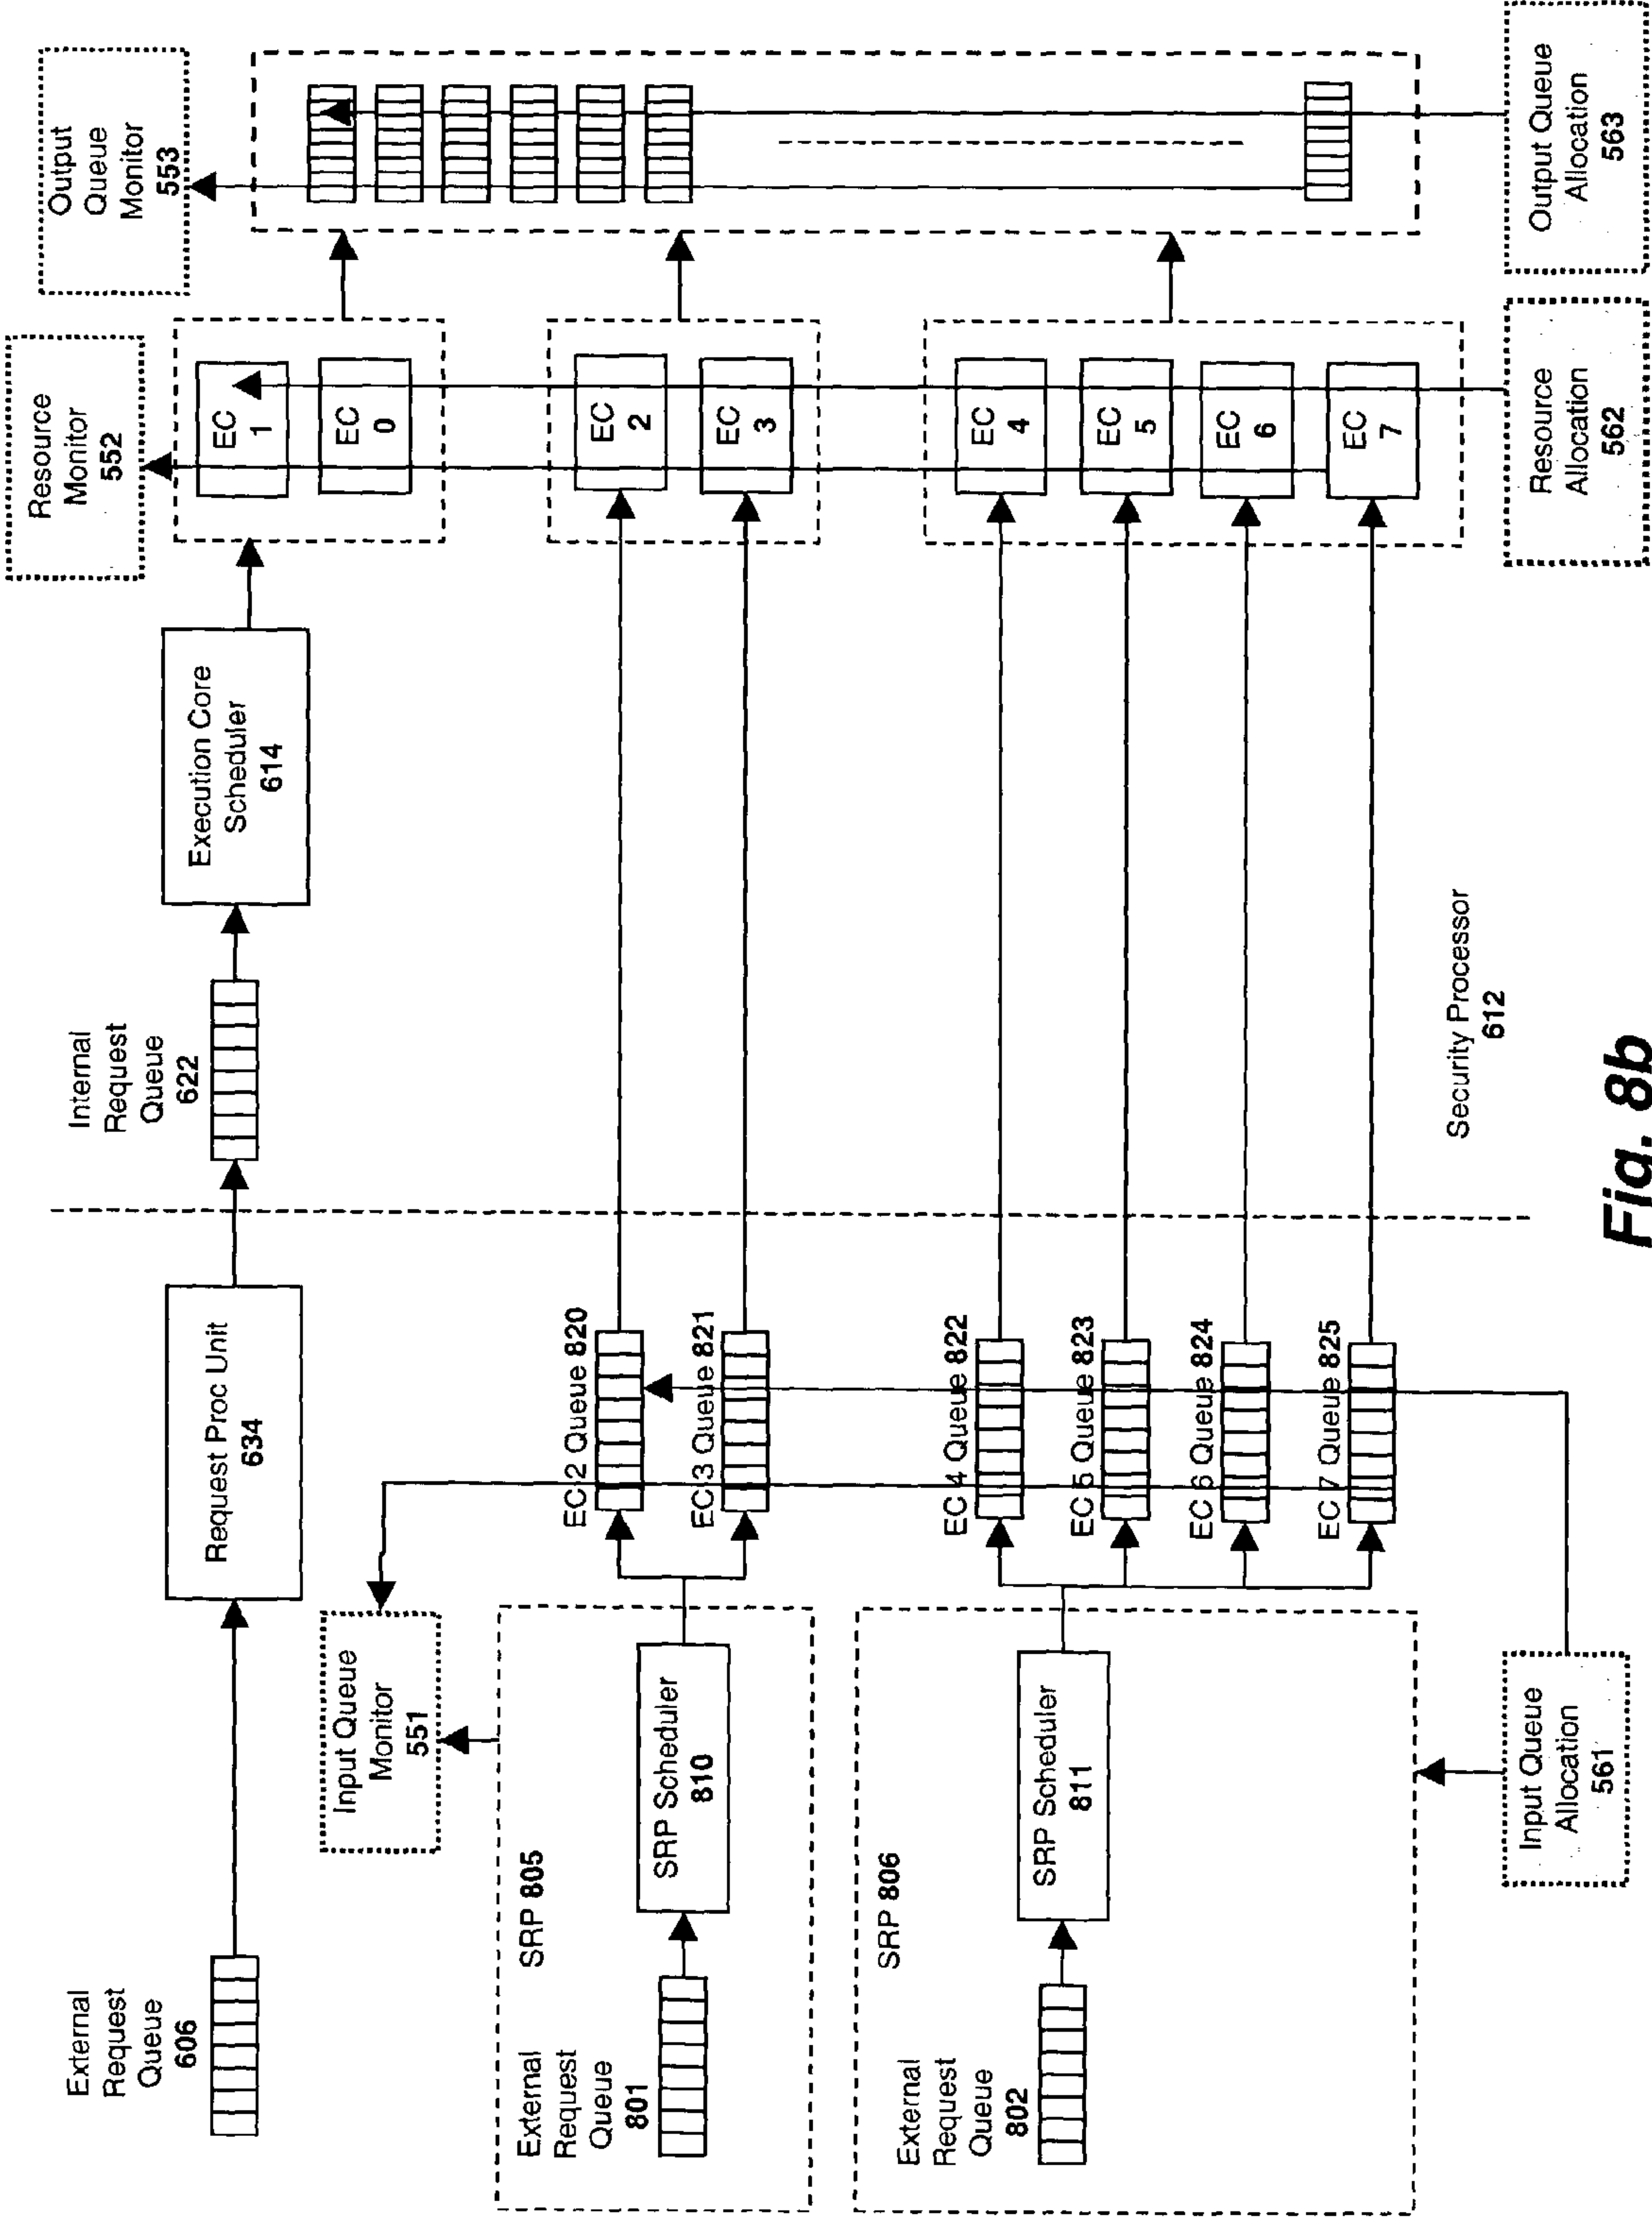 External
Request
Queue
606
Request Proc Unit
634
Internal
Request
Queue
622
Execution Core
Scheduler
614
Resource
Monitor
552
Output
Queue
Monitor
553
EC
1
EC
0
Input Queue
Monitor
551
SRP 805
External
Request
Queue
801
SRP Scheduler
810
EC 2 Queue 820
EC 3 Queue 821
EC
2
EC
3
SRP 806
External
Request
Queue
802
SRP Scheduler
811
EC 4 Queue 822
EC 5 Queue 823
EC 6 Queue 824
EC 7 Queue 825
EC
4
EC
5
EC
6
EC
7
Input Queue
Allocation
561
Security Processor
612
Resource
Allocation
562
Output Queue
Allocation
563
Fig. 8b